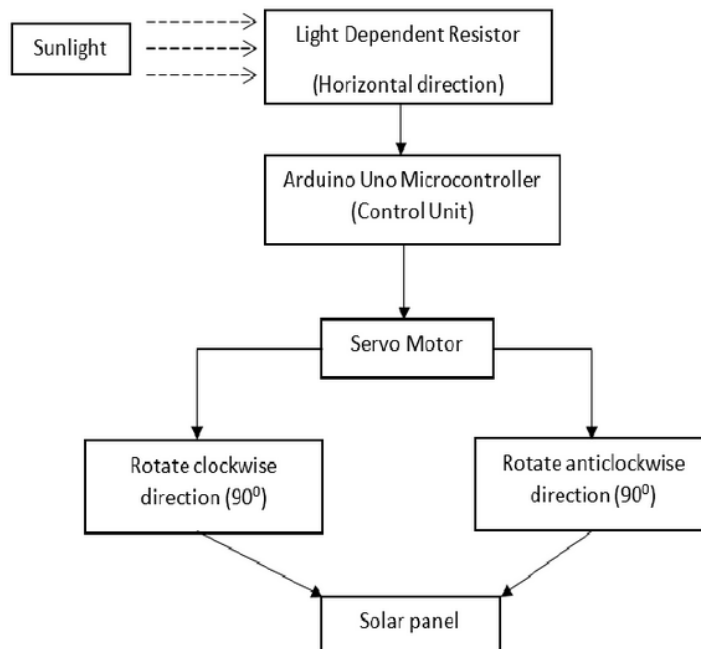 Sunlight
Light Dependent Resistor
(Horizontal direction)
Arduino Uno Microcontroller
(Control Unit)
Servo Motor
Rotate clockwise
direction (90⁰)
Rotate anticlockwise
direction (90⁰)
Solar panel